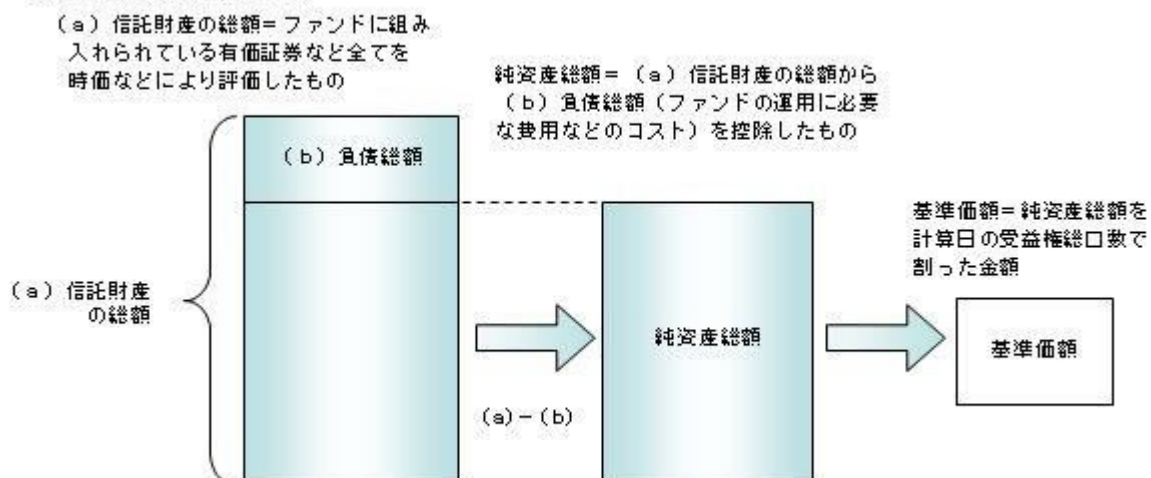 （a）信託財産の総額＝ファンドに組み
入れられている有価証券など全てを
時価などにより評価したもの
純資産総額＝（a）信託財産の総額から
（b）負債総額（ファンドの運用に必要
な費用などのコスト）を控除したもの
（b）負債総額
基準価額＝純資産総額を
計算日の受益権総口数で
割った金額
（a）信託財産
の総額
純資産総額
基準価額
（a）－（b）